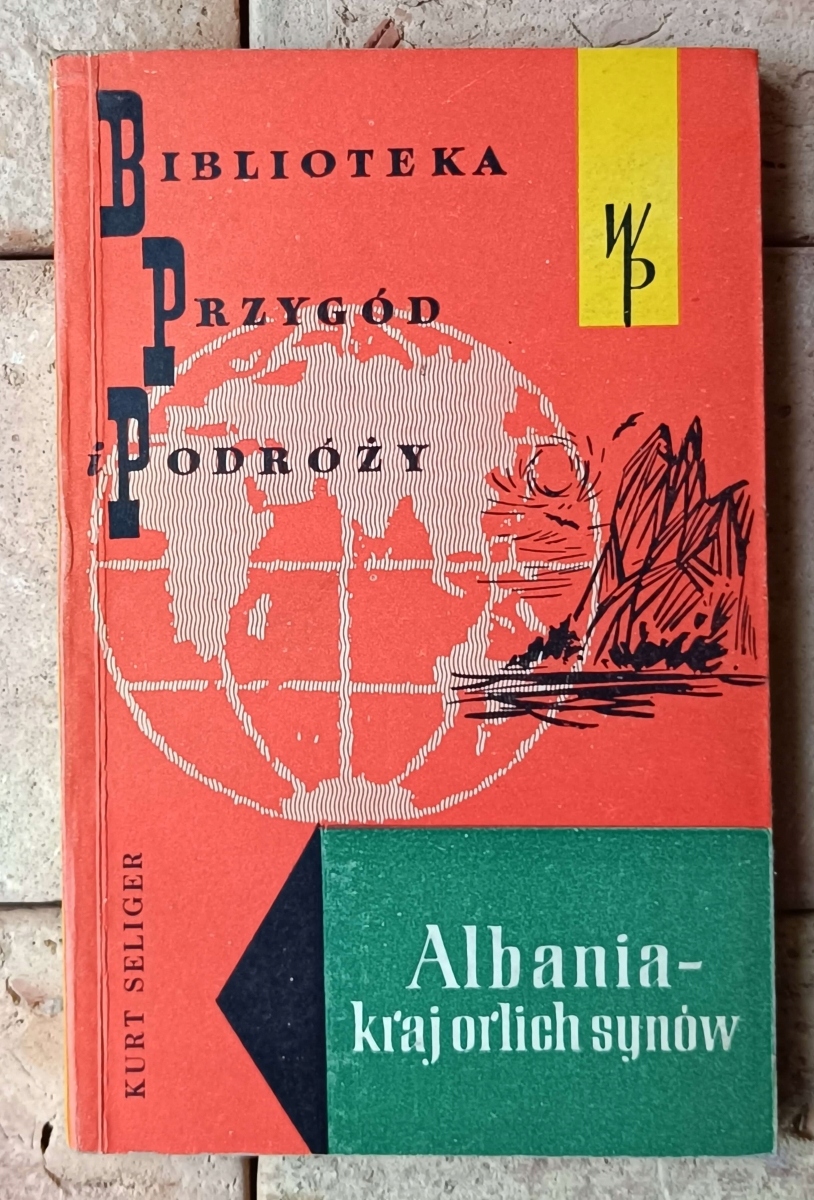 BIBLIOTEKA
WP
PRZYGÓD
i PODRÓŻY
KURT SELIGER
Albania-
kraj orlich synów